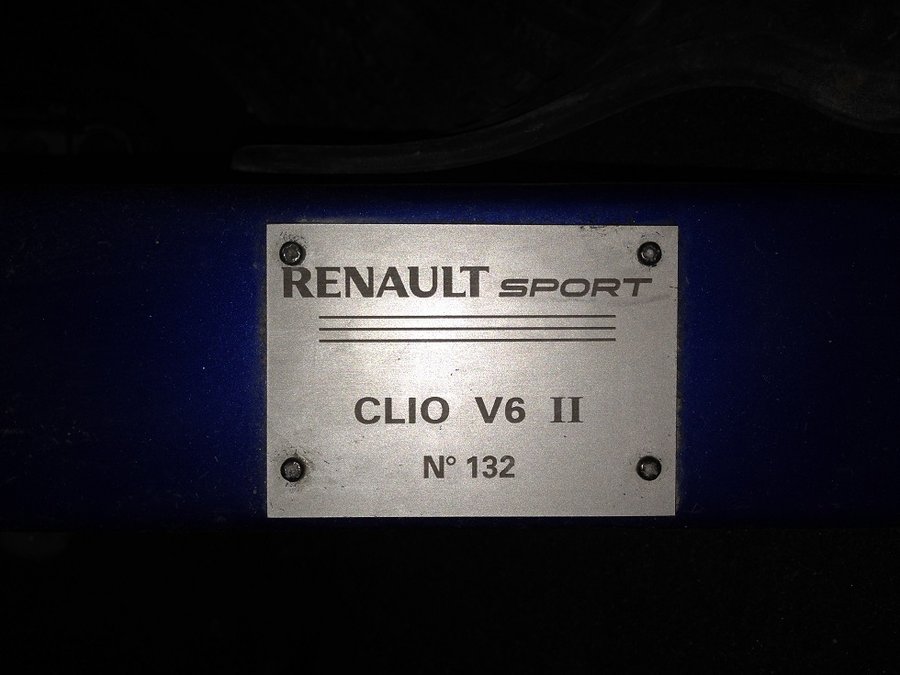 RENAULT SPORT
CLIO V6 II
N° 132